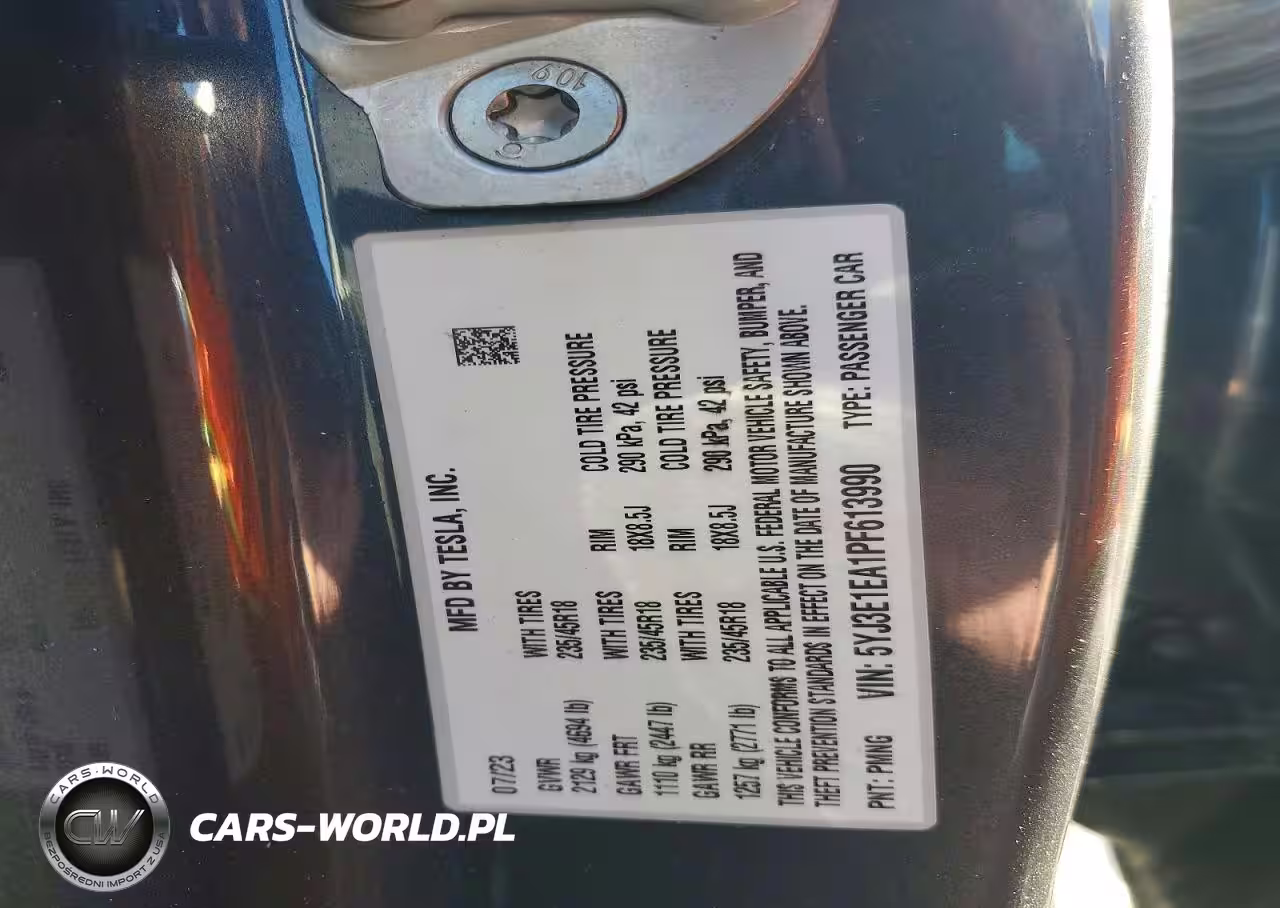 10.9
MFD BY TESLA, INC.
07/23
GVWR WITH TIRES
2129 kg (4694 lb) 235/45R18
GAWR FRT WITH TIRES RIM COLD TIRE PRESSURE
1110 kg (2447 lb) 235/45R18 18X8.5J 290 kPa, 42 psi
GAWR RR WITH TIRES RIM COLD TIRE PRESSURE
1257 kg (2771 lb) 235/45R18 18X8.5J 290 kPa, 42 psi
THIS VEHICLE CONFORMS TO ALL APPLICABLE U.S. FEDERAL MOTOR VEHICLE SAFETY, BUMPER, AND
THEFT PREVENTION STANDARDS IN EFFECT ON THE DATE OF MANUFACTURE SHOWN ABOVE.
PNT: PMNG VIN: 5YJ3E1EA1PF613990 TYPE: PASSENGER CAR
CARS-WORLD
CW
BEZPOŚREDNI IMPORT Z USA
CARS-WORLD.PL